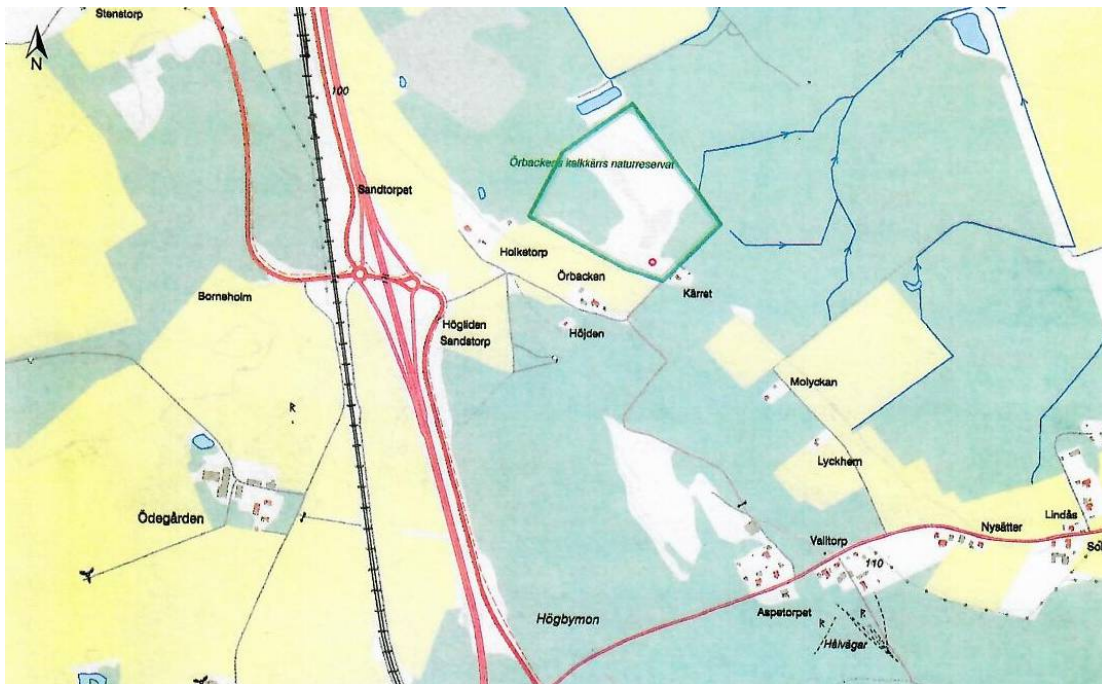 Stenstorp
N
100
Örbackens kalkkärrs naturreservat
Sandtorpet
Holketorp
Örbacken
Kärret
Bornsholm
Högliden
Sandstorp
Höjden
Molyckan
R
Lyckhem
Ödegården
Lindås
Nysätter
Valltorp
110
Aspetorpet
Högbymon
R
R
Hålvägar